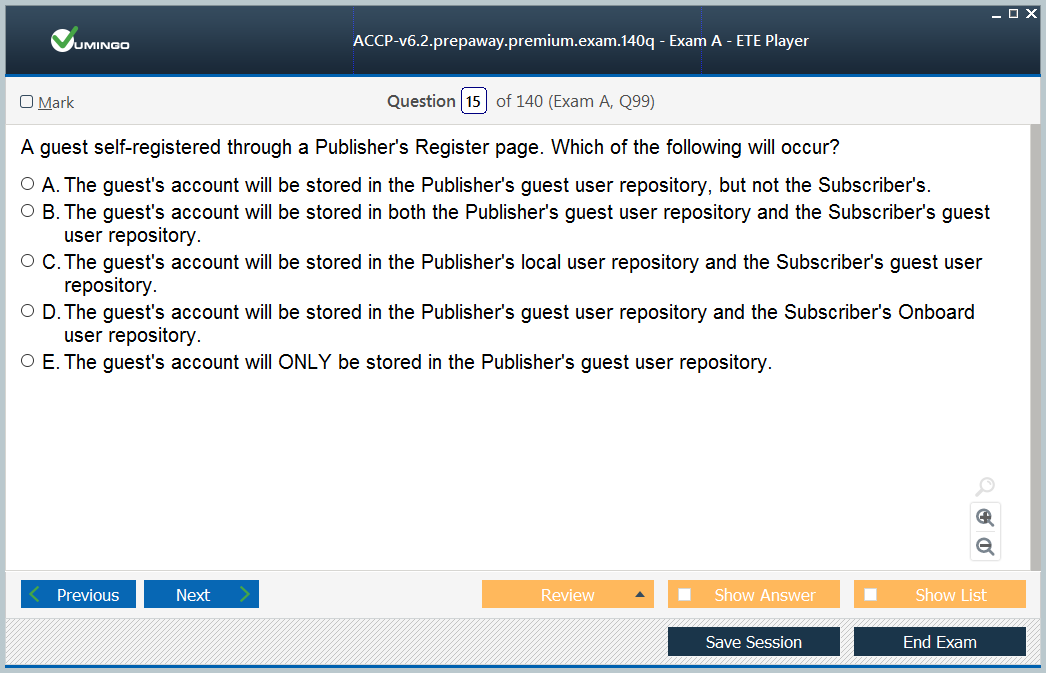 VUMINGO
ACCP-v6.2.prepaway.premium.exam.140q - Exam A - ETE Player
Mark
Question 15 of 140 (Exam A, Q99)
A guest self-registered through a Publisher's Register page. Which of the following will occur?
A. The guest's account will be stored in the Publisher's guest user repository, but not the Subscriber's.
B. The guest's account will be stored in both the Publisher's guest user repository and the Subscriber's guest
user repository.
C. The guest's account will be stored in the Publisher's local user repository and the Subscriber's guest user
repository.
D. The guest's account will be stored in the Publisher's guest user repository and the Subscriber's Onboard
user repository.
E. The guest's account will ONLY be stored in the Publisher's guest user repository.
Previous
Next
Review
Show Answer
Show List
Save Session
End Exam